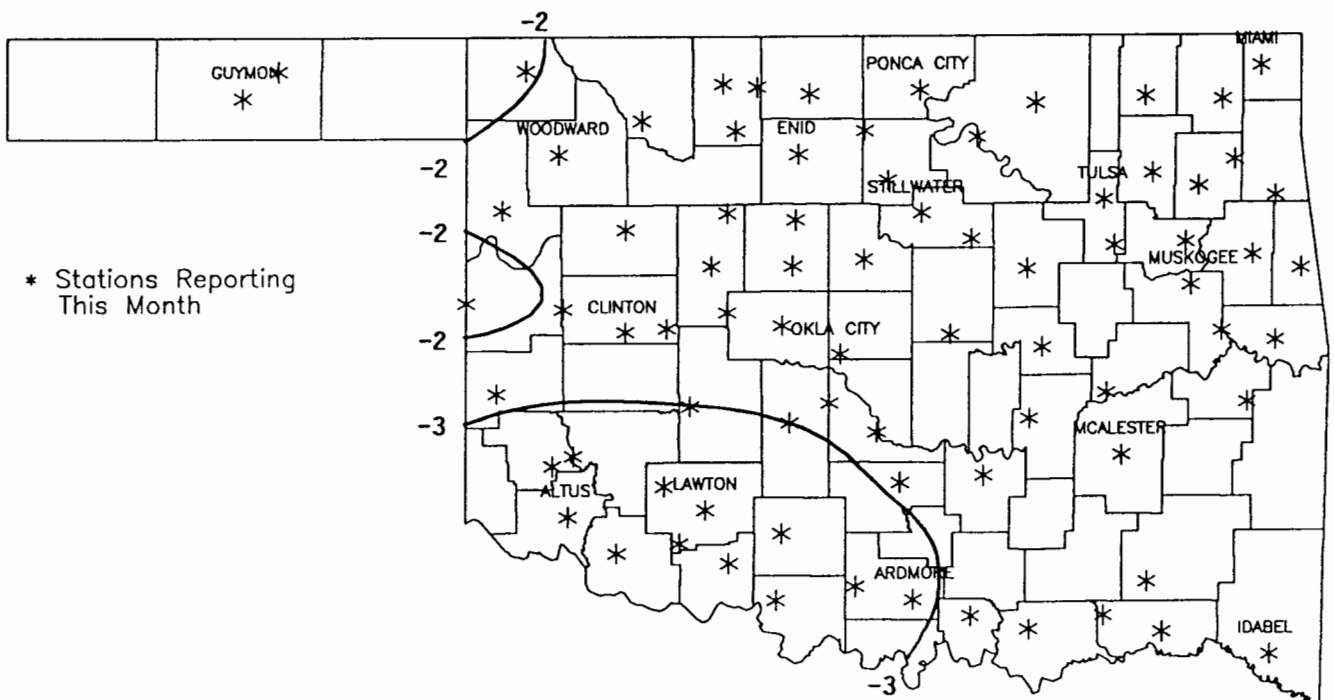 -2
MIAMI
GUYMON
PONCA CITY
WOODWARD
ENID
-2
TULSA
STILLWATER
-2
MUSKOGEE
* Stations Reporting
This Month
CLINTON
OKLA CITY
-2
-3
MCALESTER
LAWTON
ALTUS
ARDMORE
IDABEL
-3